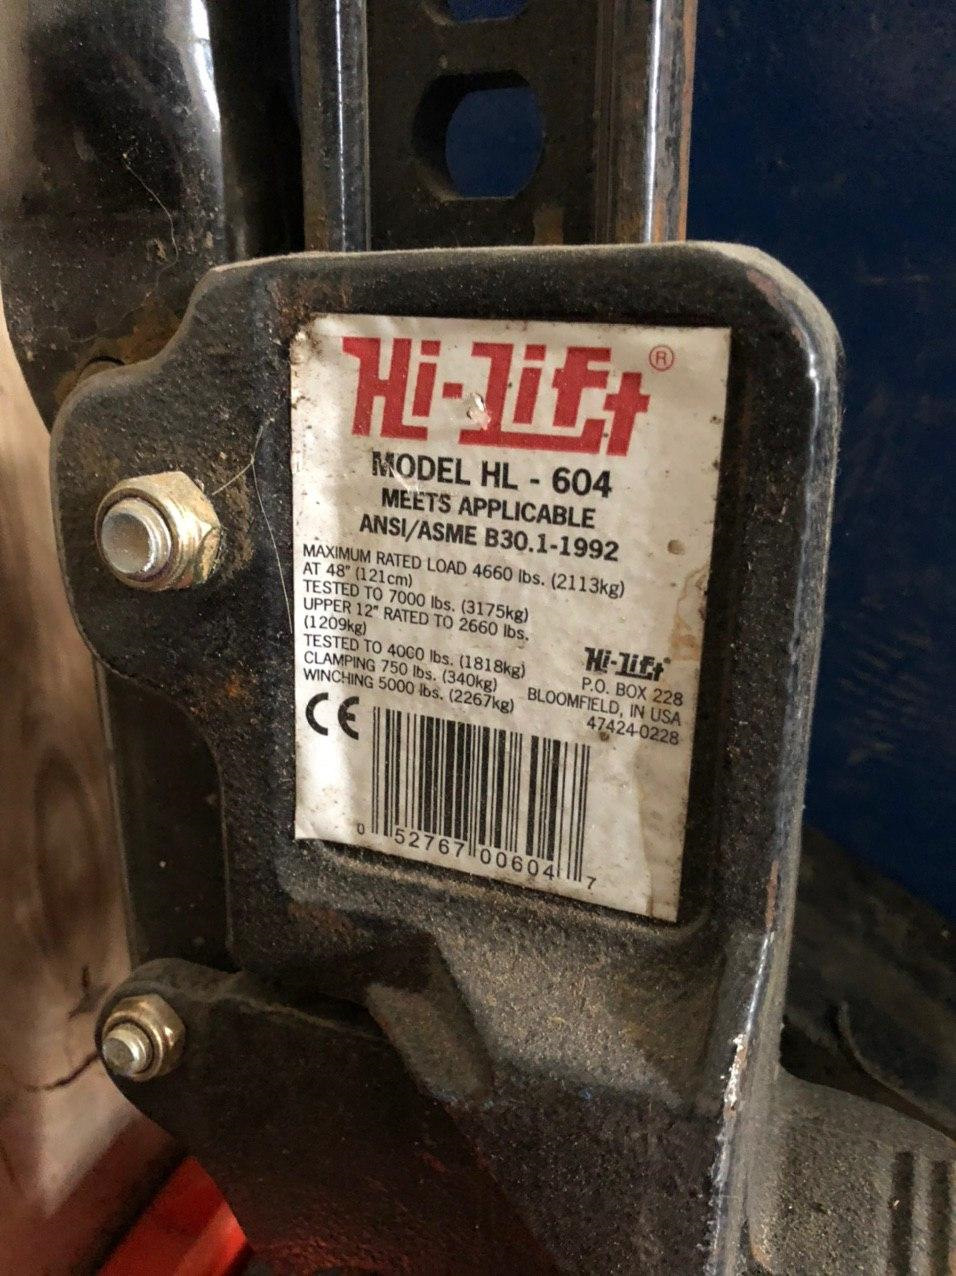 Hi-Lift ®
MODEL HL - 604
MEETS APPLICABLE
ANSI/ASME B30.1-1992
MAXIMUM RATED LOAD 4660 lbs. (2113kg)
AT 48" (121cm)
TESTED TO 7000 lbs. (3175kg)
UPPER 12" RATED TO 2660 lbs.
(1209kg)
TESTED TO 4000 lbs. (1818kg)
CLAMPING 750 lbs. (340kg)
WINCHING 5000 lbs. (2267kg)
Hi-Lift®
P.O. BOX 228
BLOOMFIELD, IN USA
47424-0228
CE
0 52767 00604 7